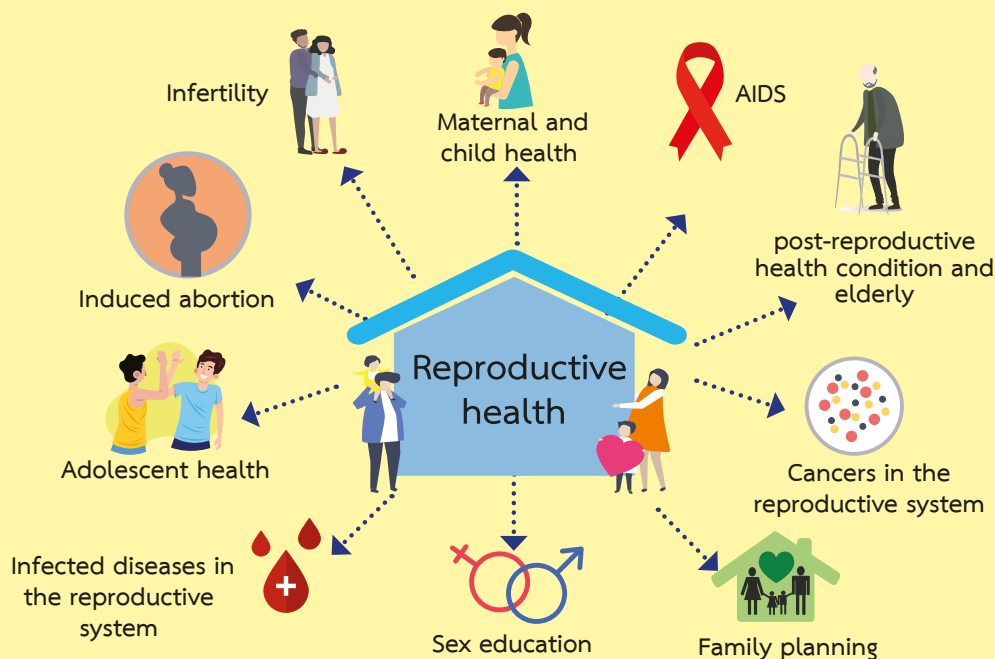 Infertility
Maternal and
child health
AIDS
post-reproductive
health condition and
elderly
Induced abortion
Reproductive
health
Adolescent health
Cancers in the
reproductive system
Infected diseases in
the reproductive
system
Sex education
Family planning